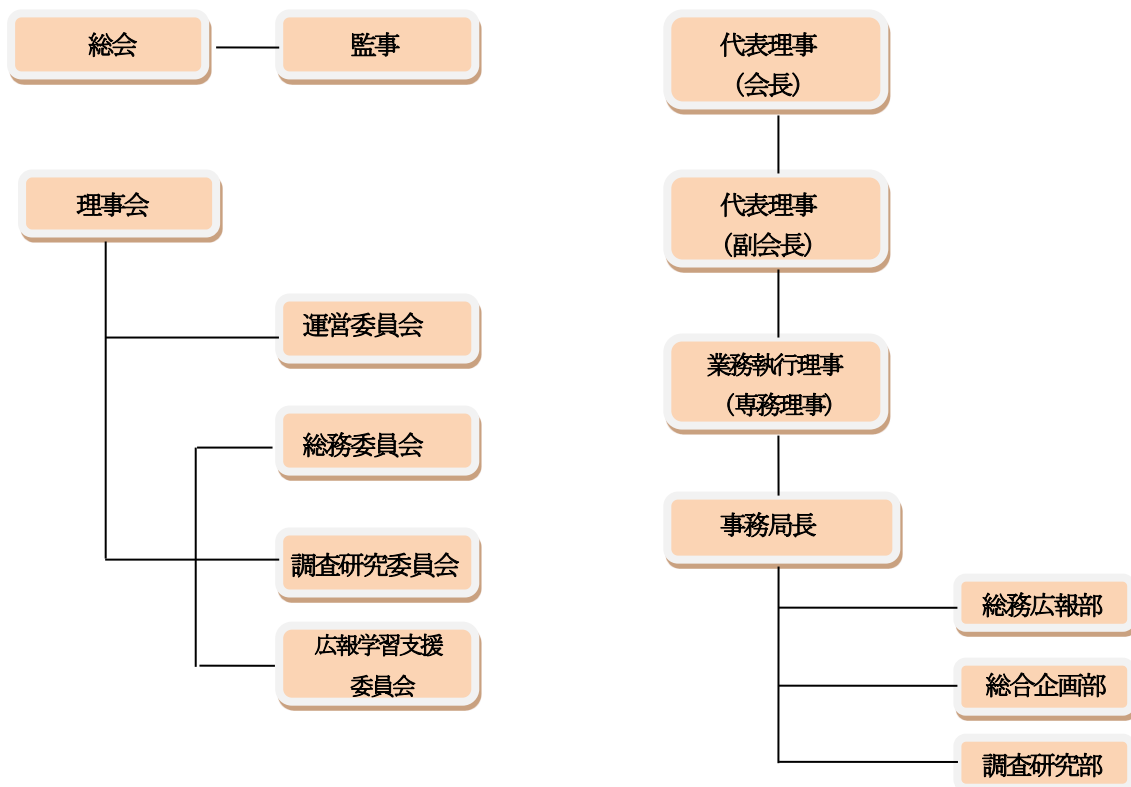 総会
監事
理事会
運営委員会
総務委員会
調査研究委員会
広報学習支援
委員会
代表理事
（会長）
代表理事
（副会長）
業務執行理事
（専務理事）
事務局長
総務広報部
総合企画部
調査研究部